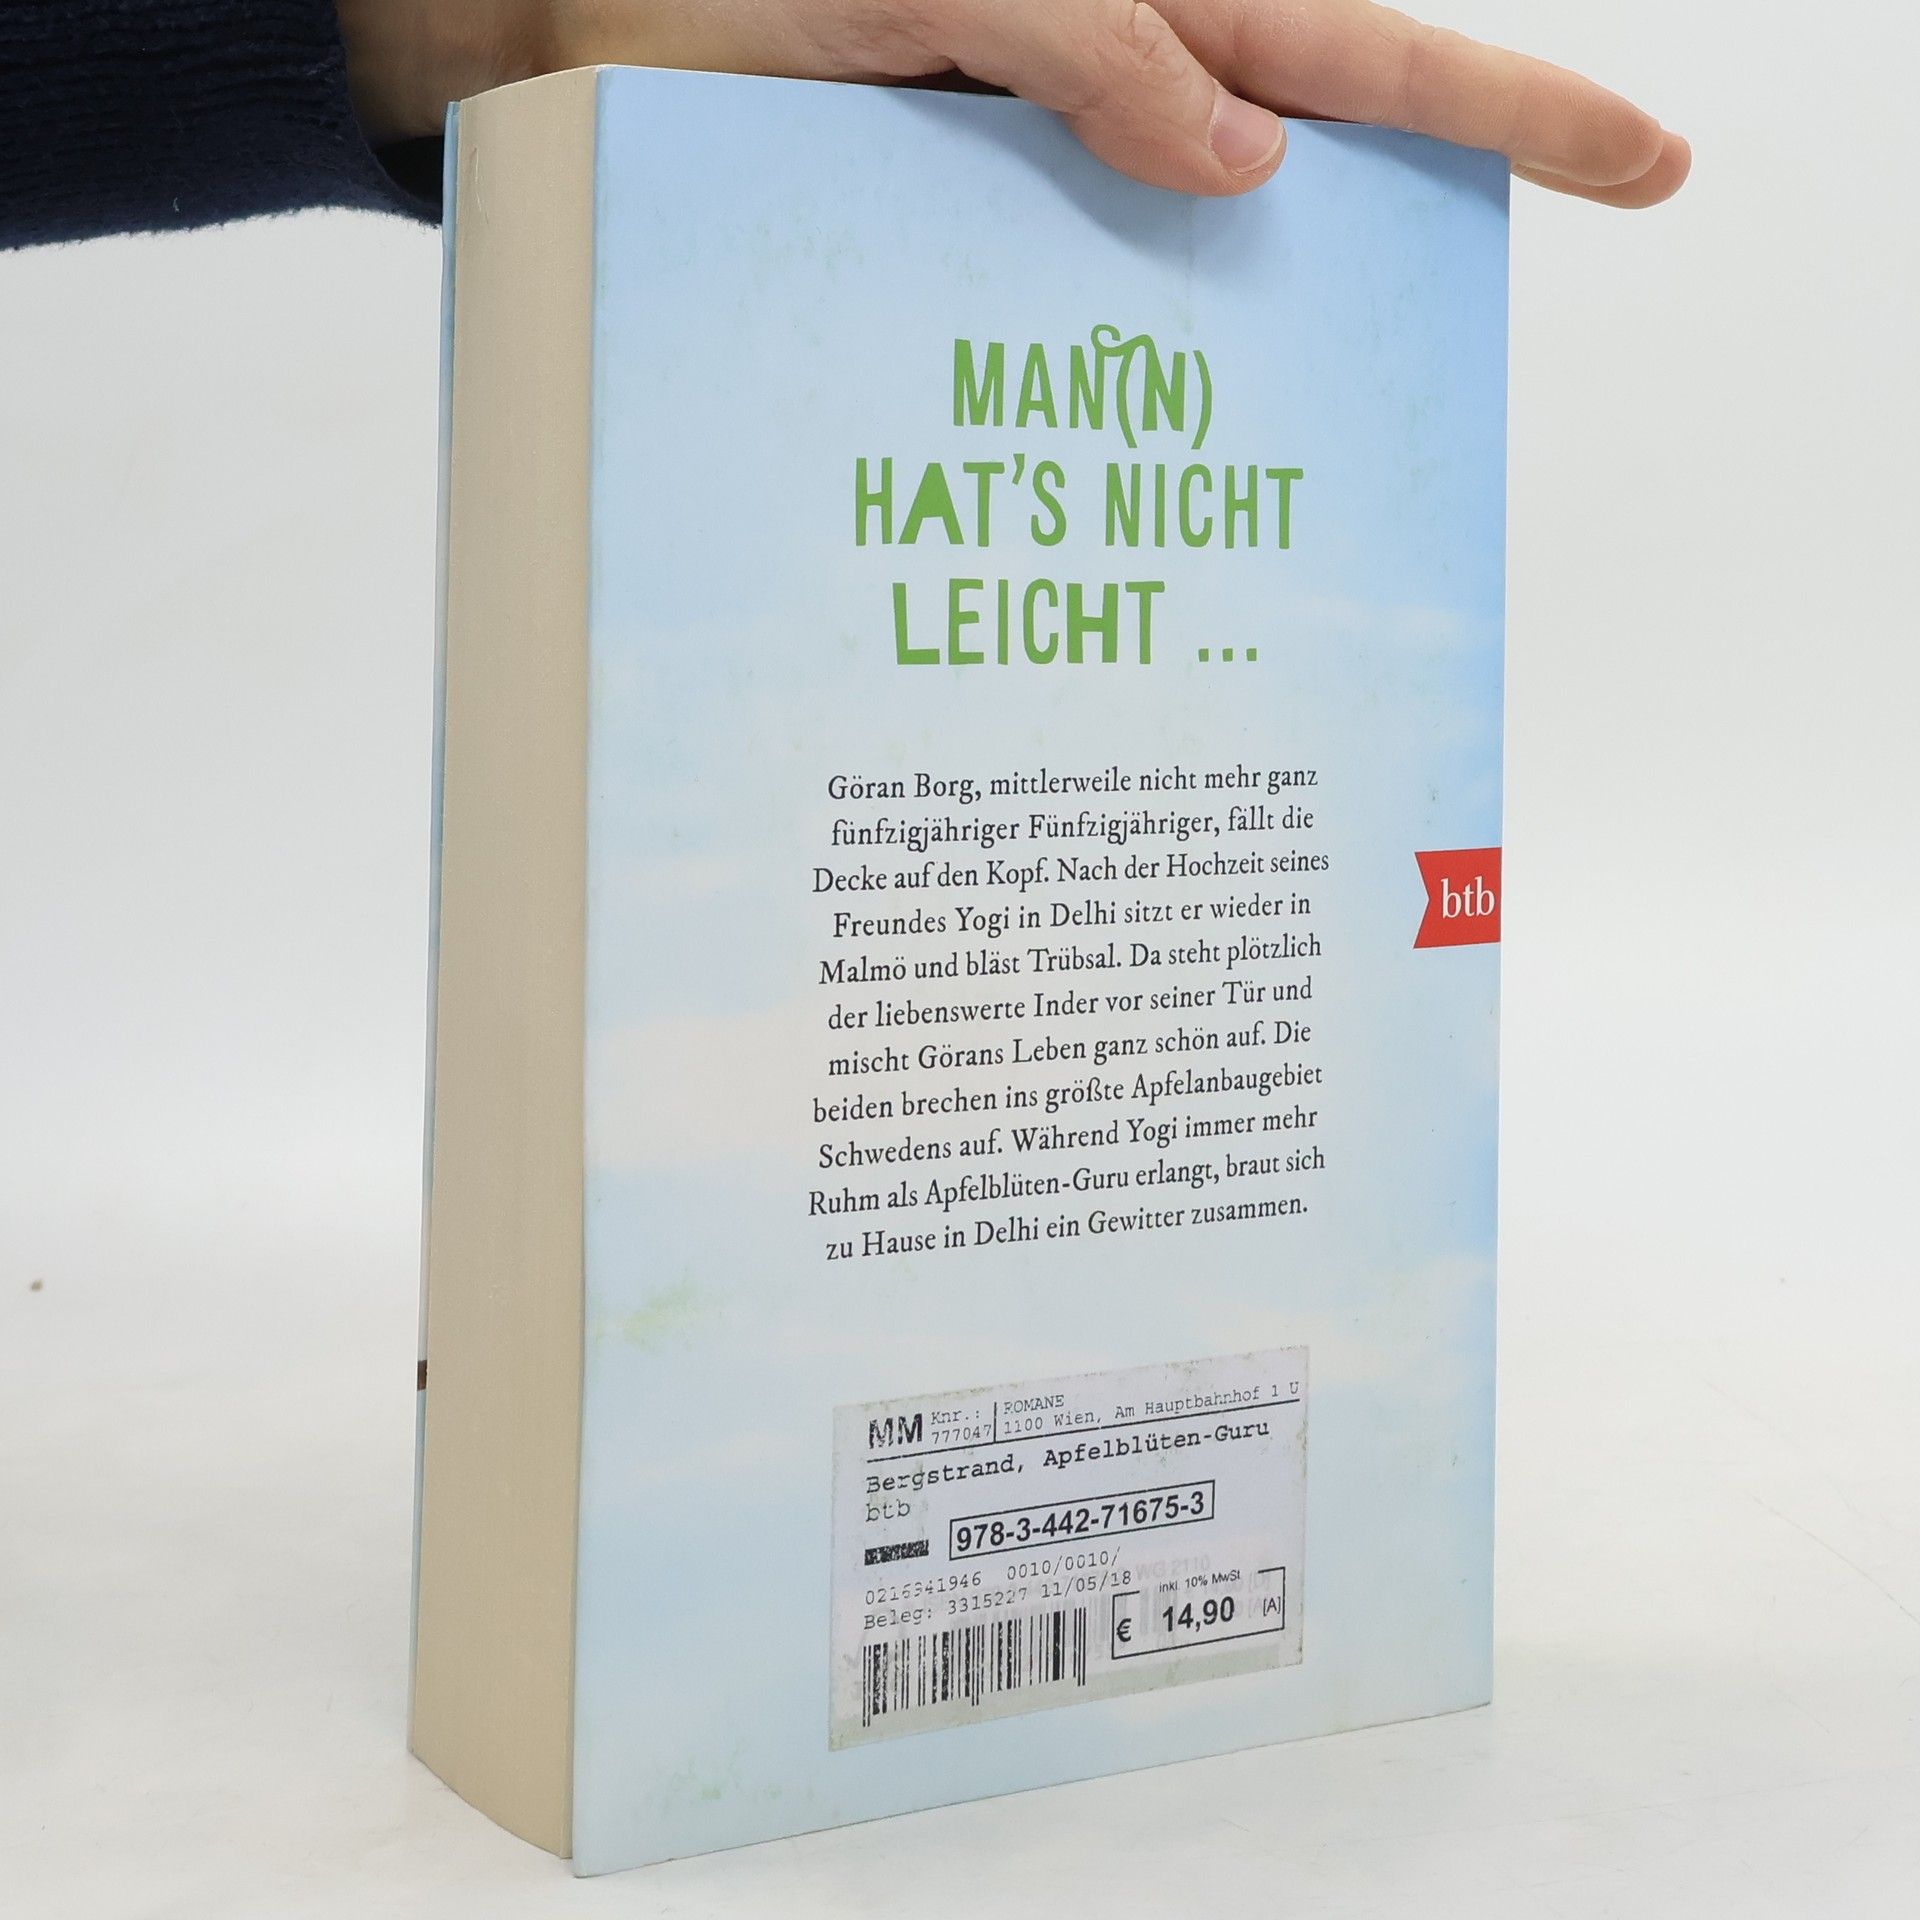 MAN(N)
HAT'S NICHT
LEICHT ...
Göran Borg, mittlerweile nicht mehr ganz
fünfzigjähriger Fünfzigjähriger, fällt die
Decke auf den Kopf. Nach der Hochzeit seines
Freundes Yogi in Delhi sitzt er wieder in
Malmö und bläst Trübsal. Da steht plötzlich
der liebenswerte Inder vor seiner Tür und
mischt Görans Leben ganz schön auf. Die
beiden brechen ins größte Apfelanbaugebiet
Schwedens auf. Während Yogi immer mehr
Ruhm als Apfelblüten-Guru erlangt, braut sich
zu Hause in Delhi ein Gewitter zusammen.
btb
MM Knr.: ROMANE
777047 1100 Wien, Am Hauptbahnhof 1 U
Bergstrand, Apfelblüten-Guru
btb
978-3-442-71675-3
0216341946 0010/0010/
Beleg: 3315227 11/05/18
WG 2110
inkl. 10% MwSt.
€ 14,90 [A]